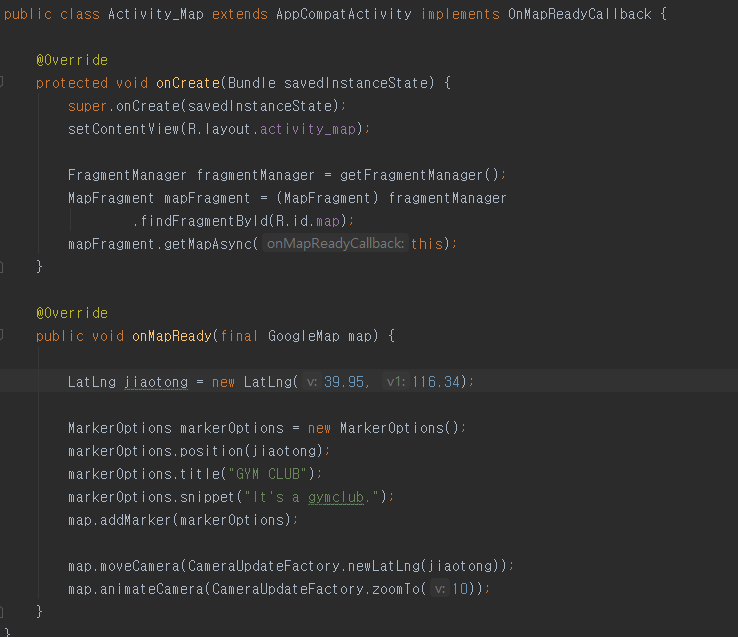 public class Activity_Map extends AppCompatActivity implements OnMapReadyCallback {
@Override
protected void onCreate(Bundle savedInstanceState) {
super.onCreate(savedInstanceState);
setContentView(R.layout.activity_map);
FragmentManager fragmentManager = getFragmentManager();
MapFragment mapFragment = (MapFragment) fragmentManager
.findFragmentById(R.id.map);
mapFragment.getMapAsync( onMapReadyCallback: this);
}
@Override
public void onMapReady(final GoogleMap map) {
LatLng jiaotong = new LatLng( v: 39.95, v1: 116.34);
MarkerOptions markerOptions = new MarkerOptions();
markerOptions.position(jiaotong);
markerOptions.title("GYM CLUB");
markerOptions.snippet("It's a gymclub.");
map.addMarker(markerOptions);
map.moveCamera(CameraUpdateFactory.newLatLng(jiaotong));
map.animateCamera(CameraUpdateFactory.zoomTo( v: 10));
}
}